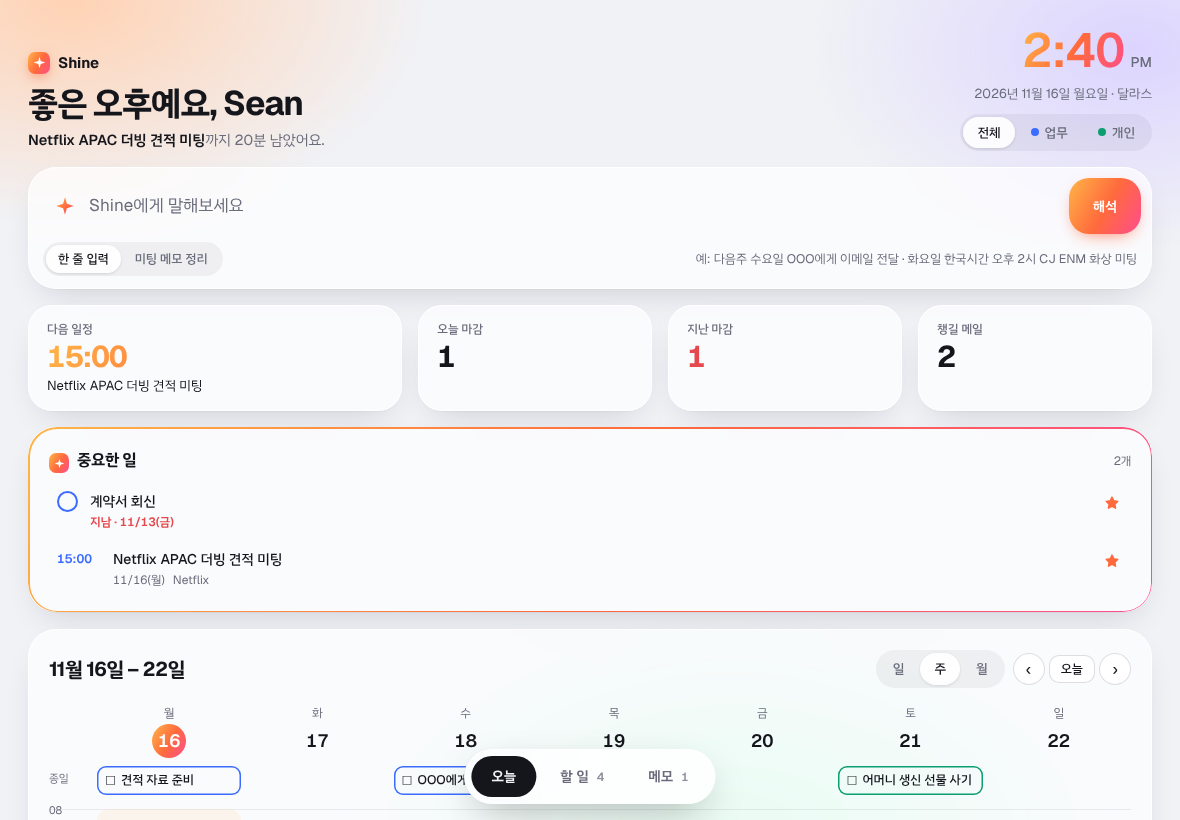 Shine
좋은 오후예요, Sean
Netflix APAC 더빙 견적 미팅까지 20분 남았어요.
2:40 PM
2026년 11월 16일 월요일 · 달라스
전체 업무 개인
Shine에게 말해보세요
해석
한 줄 입력 미팅 메모 정리
예: 다음주 수요일 OOO에게 이메일 전달 · 화요일 한국시간 오후 2시 CJ ENM 화상 미팅
다음 일정
15:00
Netflix APAC 더빙 견적 미팅
오늘 마감
1
지난 마감
1
챙길 메일
2
중요한 일
2개
계약서 회신
지남 · 11/13(금)
15:00 Netflix APAC 더빙 견적 미팅
11/16(월) Netflix
11월 16일 – 22일
일 주 월 ‹ 오늘 ›
월 화 수 목 금 토 일
16 17 18 19 20 21 22
종일 견적 자료 준비 OOO에게 어머니 생신 선물 사기
오늘 할 일 4 메모 1
08